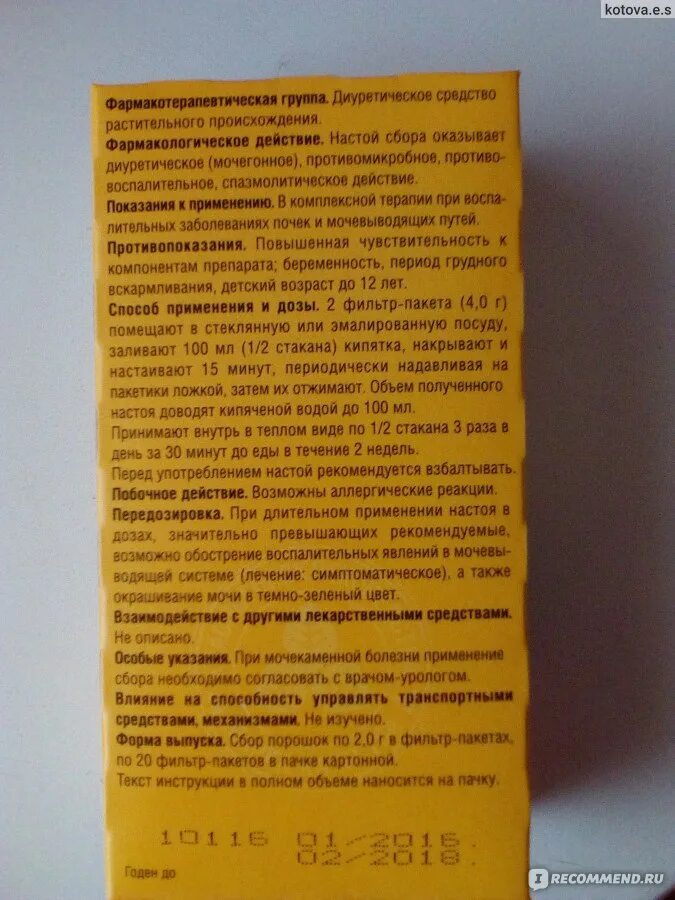 kotova.e.s
Фармакотерапевтическая группа. Диуретическое средство
растительного происхождения.
Фармакологическое действие. Настой сбора оказывает
диуретическое (мочегонное), противомикробное, противо-
воспалительное, спазмолитическое действие.
Показания к применению. В комплексной терапии при воспа-
лительных заболеваниях почек и мочевыводящих путей.
Противопоказания. Повышенная чувствительность к
компонентам препарата; беременность, период грудного
вскармливания, детский возраст до 12 лет.
Способ применения и дозы. 2 фильтр-пакета (4,0 г)
помещают в стеклянную или эмалированную посуду,
заливают 100 мл (1/2 стакана) кипятка, накрывают и
настаивают 15 минут, периодически надавливая на
пакетики ложкой, затем их отжимают. Объем полученного
настоя доводят кипяченой водой до 100 мл.
Принимают внутрь в теплом виде по 1/2 стакана 3 раза в
день за 30 минут до еды в течение 2 недель.
Перед употреблением настой рекомендуется взбалтывать.
Побочное действие. Возможны аллергические реакции.
Передозировка. При длительном применении настоя в
дозах, значительно превышающих рекомендуемые,
возможно обострение воспалительных явлений в мочевы-
водящей системе (лечение: симптоматическое), а также
окрашивание мочи в темно-зеленый цвет.
Взаимодействие с другими лекарственными средствами.
Не описано.
Особые указания. При мочекаменной болезни применение
сбора необходимо согласовать с врачом-урологом.
Влияние на способность управлять транспортными
средствами, механизмами. Не изучено.
Форма выпуска. Сбор порошок по 2,0 г в фильтр-пакетах,
по 20 фильтр-пакетов в пачке картонной.
Текст инструкции в полном объеме наносится на пачку.
10116 01/2016.
02/2018.
Годен до
IRECOMMEND.RU